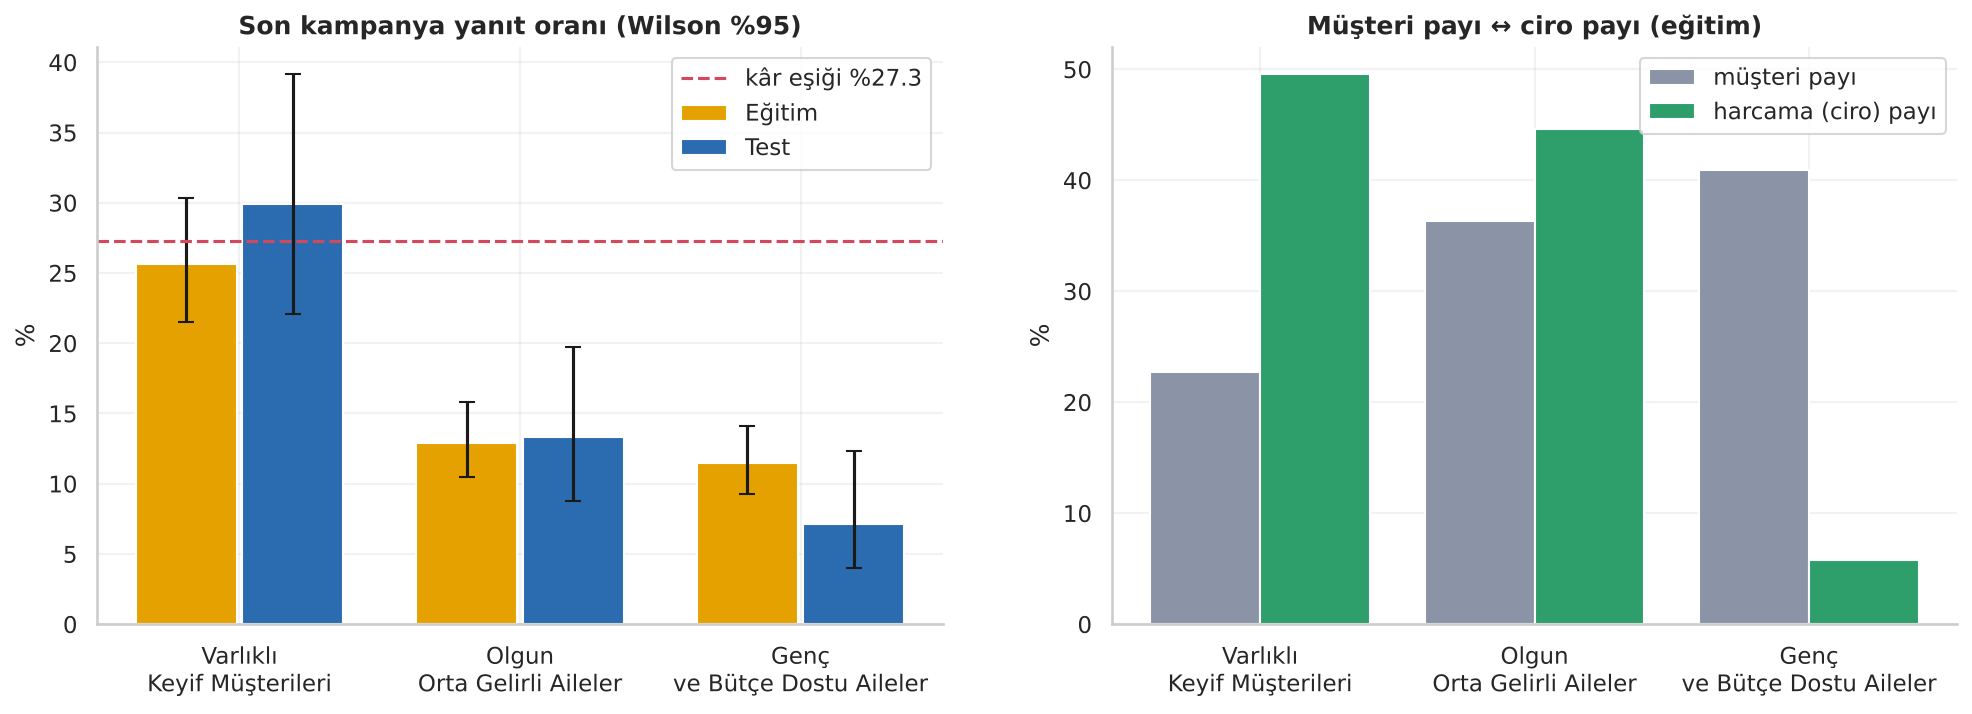 Son kampanya yanıt oranı (Wilson %95)
kâr eşiği %27.3
Eğitim
Test
%
40
35
30
25
20
15
10
5
0
Varlıklı
Keyif Müşterileri
Olgun
Orta Gelirli Aileler
Genç
ve Bütçe Dostu Aileler
Müşteri payı ↔ ciro payı (eğitim)
müşteri payı
harcama (ciro) payı
%
50
40
30
20
10
0
Varlıklı
Keyif Müşterileri
Olgun
Orta Gelirli Aileler
Genç
ve Bütçe Dostu Aileler